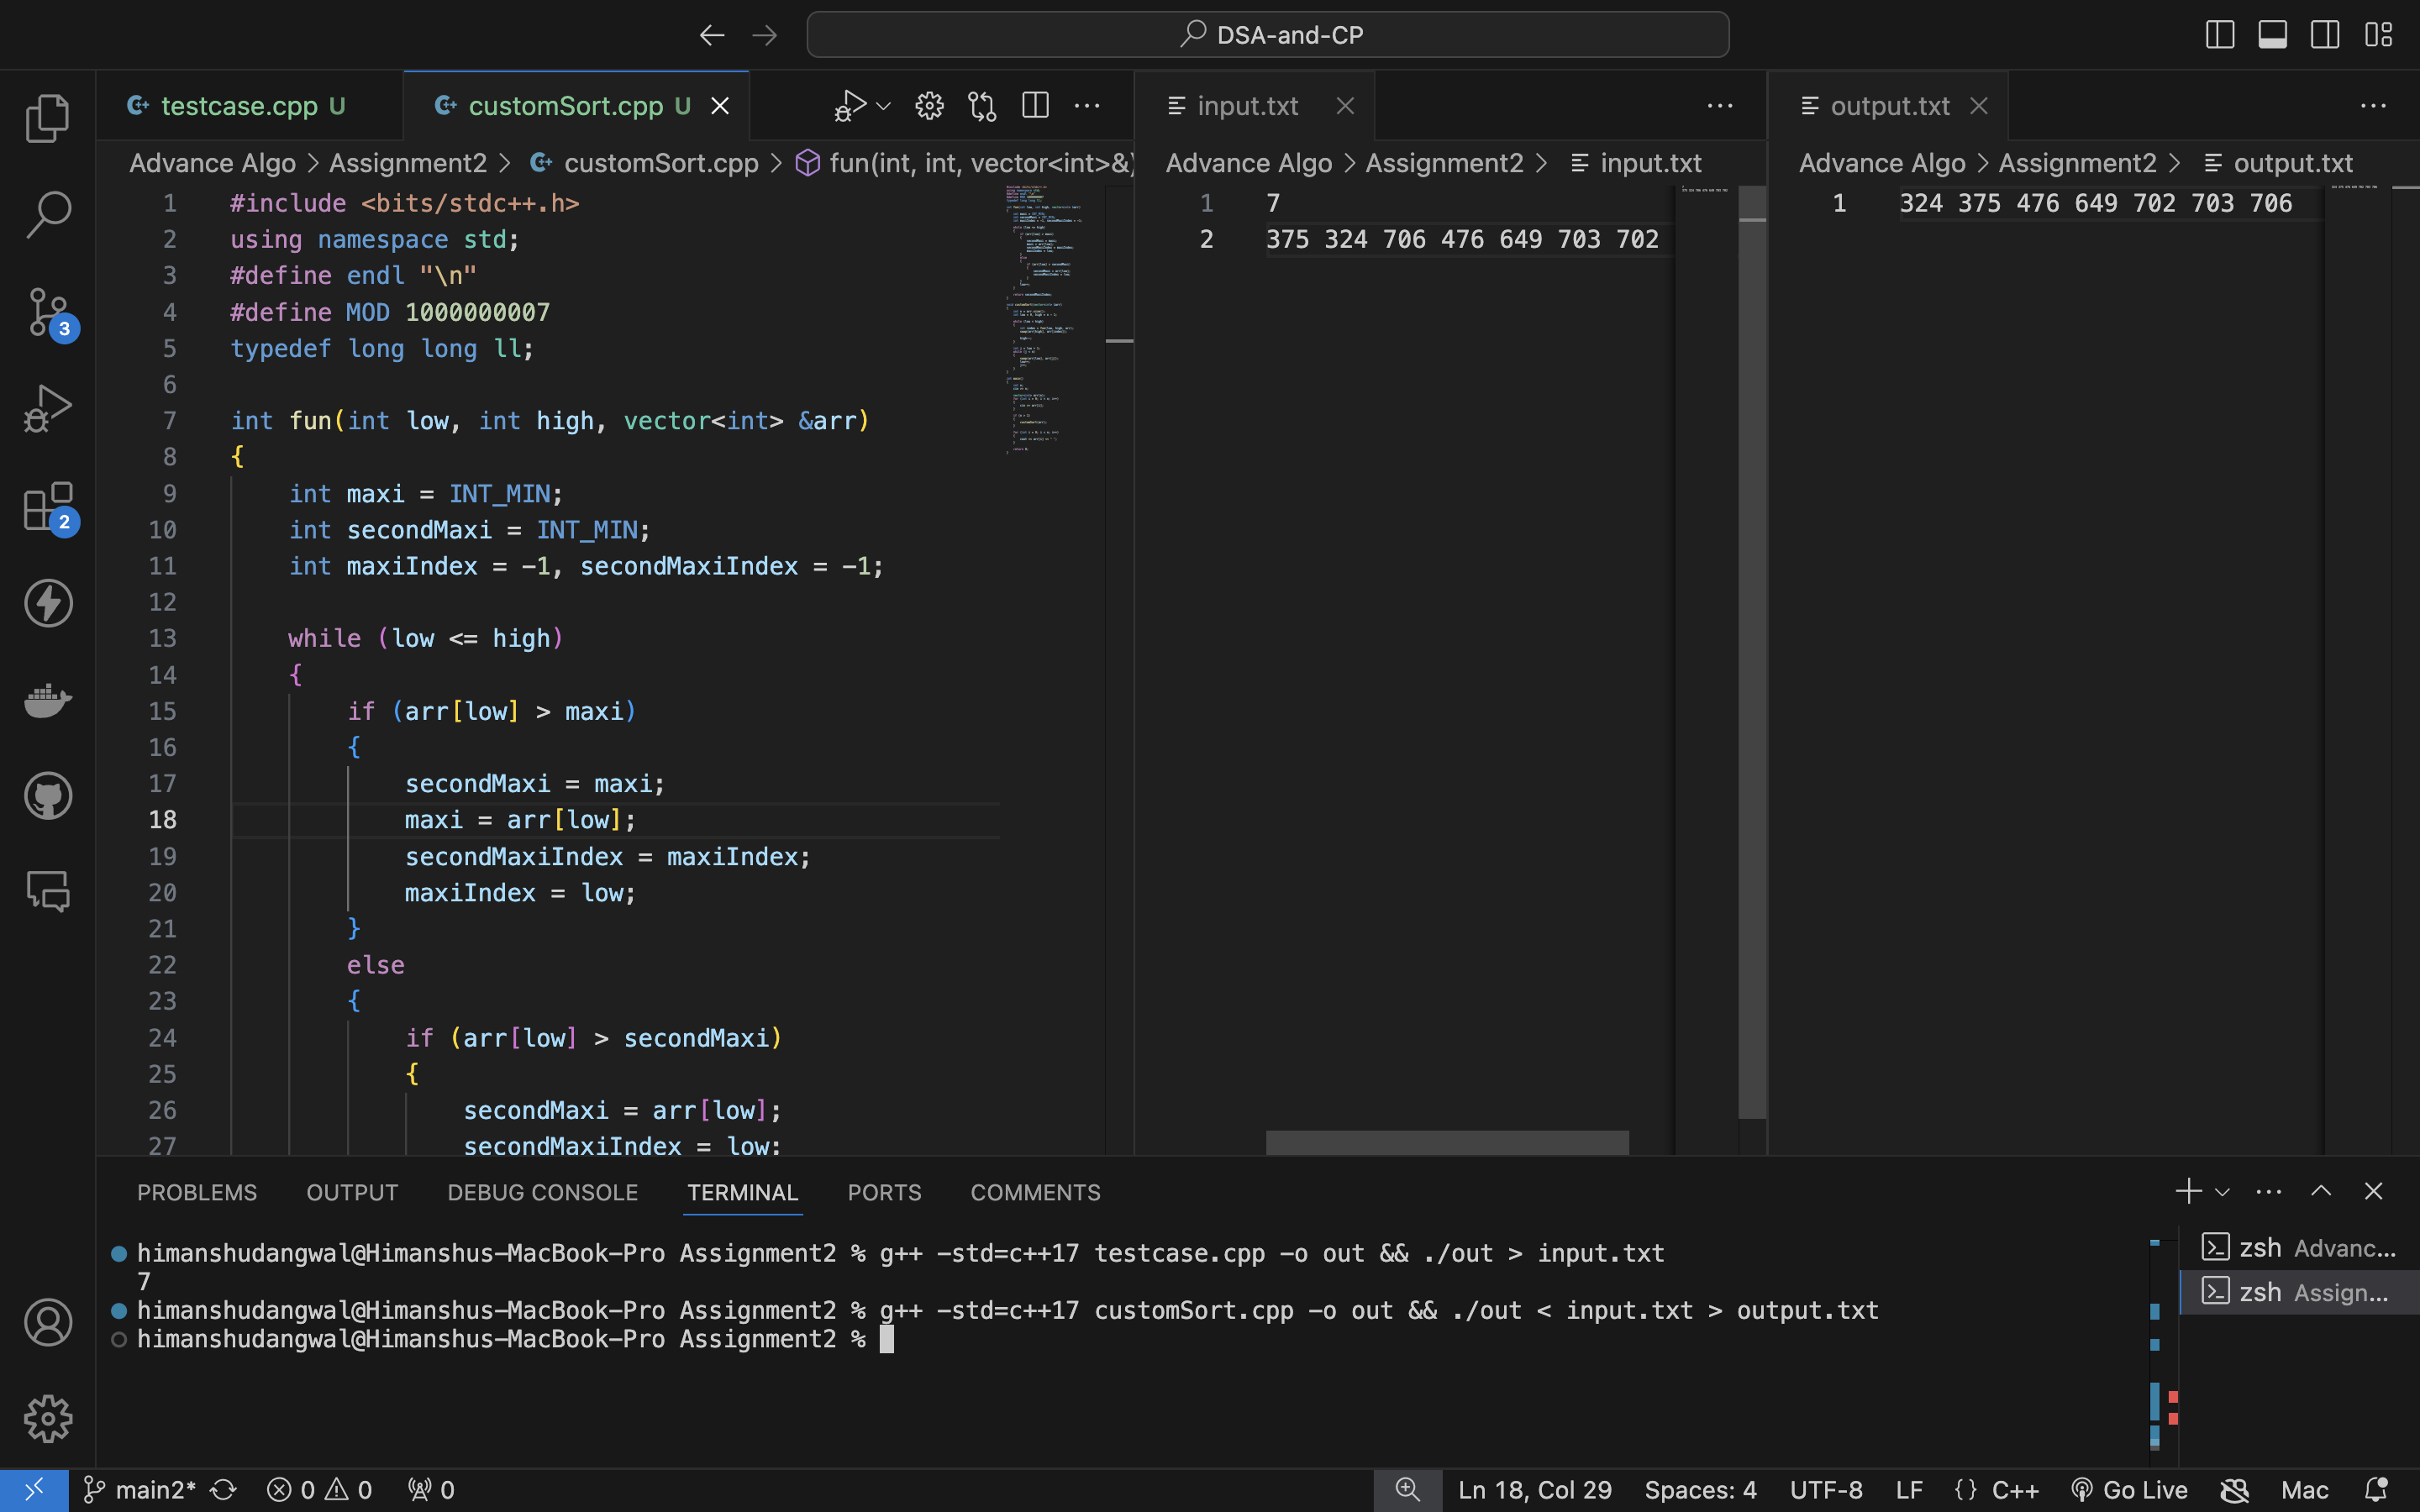 DSA-and-CP
testcase.cpp U
customSort.cpp U
input.txt
output.txt
Advance Algo > Assignment2 > customSort.cpp > fun(int, int, vector<int>&)
Advance Algo > Assignment2 > input.txt
Advance Algo > Assignment2 > output.txt
1 #include <bits/stdc++.h>
2 using namespace std;
3 #define endl "\n"
4 #define MOD 1000000007
5 typedef long long ll;
6
7 int fun(int low, int high, vector<int> &arr)
8 {
9     int maxi = INT_MIN;
10     int secondMaxi = INT_MIN;
11     int maxiIndex = -1, secondMaxiIndex = -1;
12
13     while (low <= high)
14     {
15         if (arr[low] > maxi)
16         {
17             secondMaxi = maxi;
18             maxi = arr[low];
19             secondMaxiIndex = maxiIndex;
20             maxiIndex = low;
21         }
22         else
23         {
24             if (arr[low] > secondMaxi)
25             {
26                 secondMaxi = arr[low];
27                 secondMaxiIndex = low;
1 7
2 375 324 706 476 649 703 702
1 324 375 476 649 702 703 706
3
2
PROBLEMS OUTPUT DEBUG CONSOLE TERMINAL PORTS COMMENTS
himanshudangwal@Himanshus-MacBook-Pro Assignment2 % g++ -std=c++17 testcase.cpp -o out && ./out > input.txt
7
himanshudangwal@Himanshus-MacBook-Pro Assignment2 % g++ -std=c++17 customSort.cpp -o out && ./out < input.txt > output.txt
himanshudangwal@Himanshus-MacBook-Pro Assignment2 %
zsh Advanc...
zsh Assign...
main2* 0 0 0 Ln 18, Col 29 Spaces: 4 UTF-8 LF {} C++ Go Live Mac